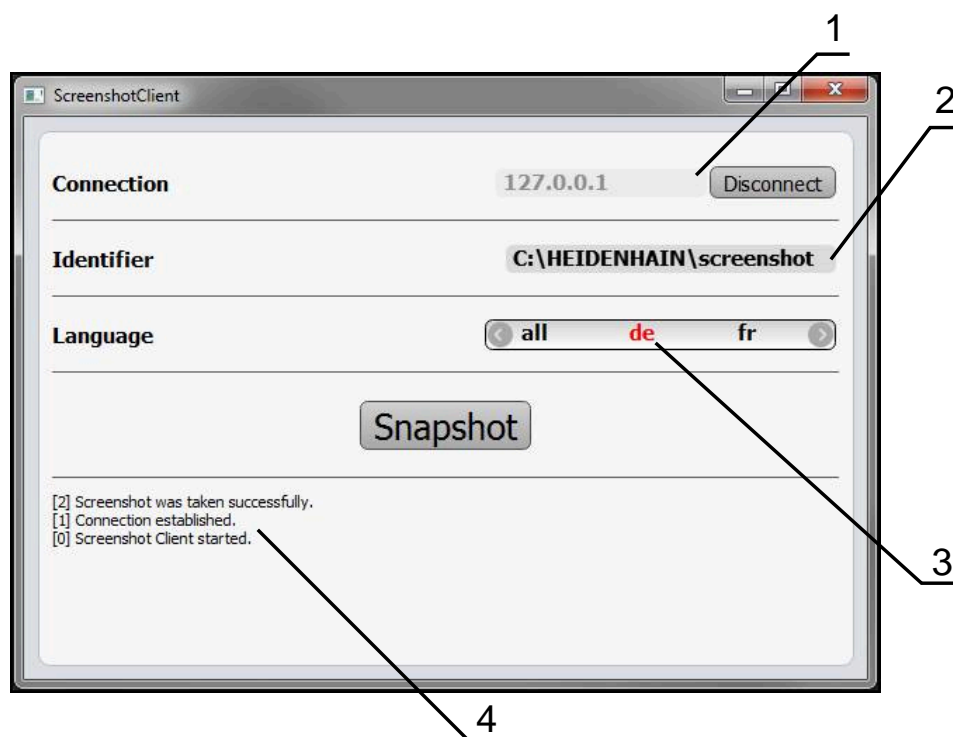 1
ScreenshotClient
2
Connection 127.0.0.1 Disconnect
Identifier C:\HEIDENHAIN\screenshot
Language all de fr
Snapshot
[2] Screenshot was taken successfully.
[1] Connection established.
[0] Screenshot Client started.
3
4